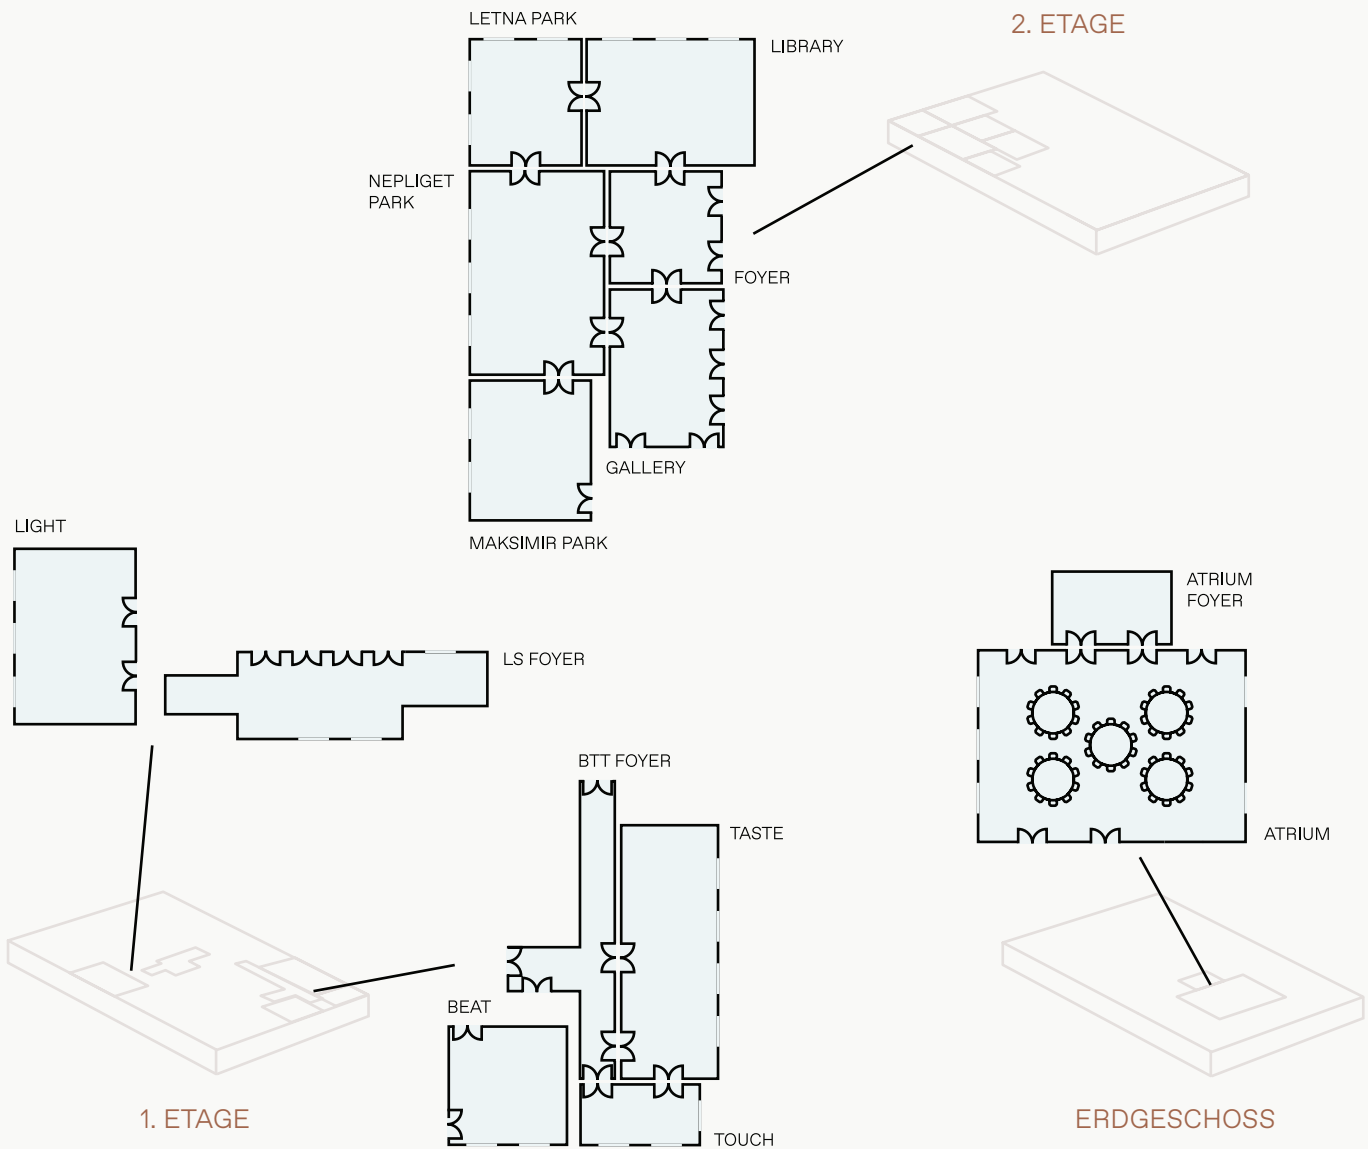 LETNA PARK
2. ETAGE
LIBRARY
NEPLIGET
PARK
FOYER
GALLERY
LIGHT
MAKSIMIR PARK
ATRIUM
FOYER
LS FOYER
BTT FOYER
TASTE
ATRIUM
BEAT
1. ETAGE
ERDGESCHOSS
TOUCH